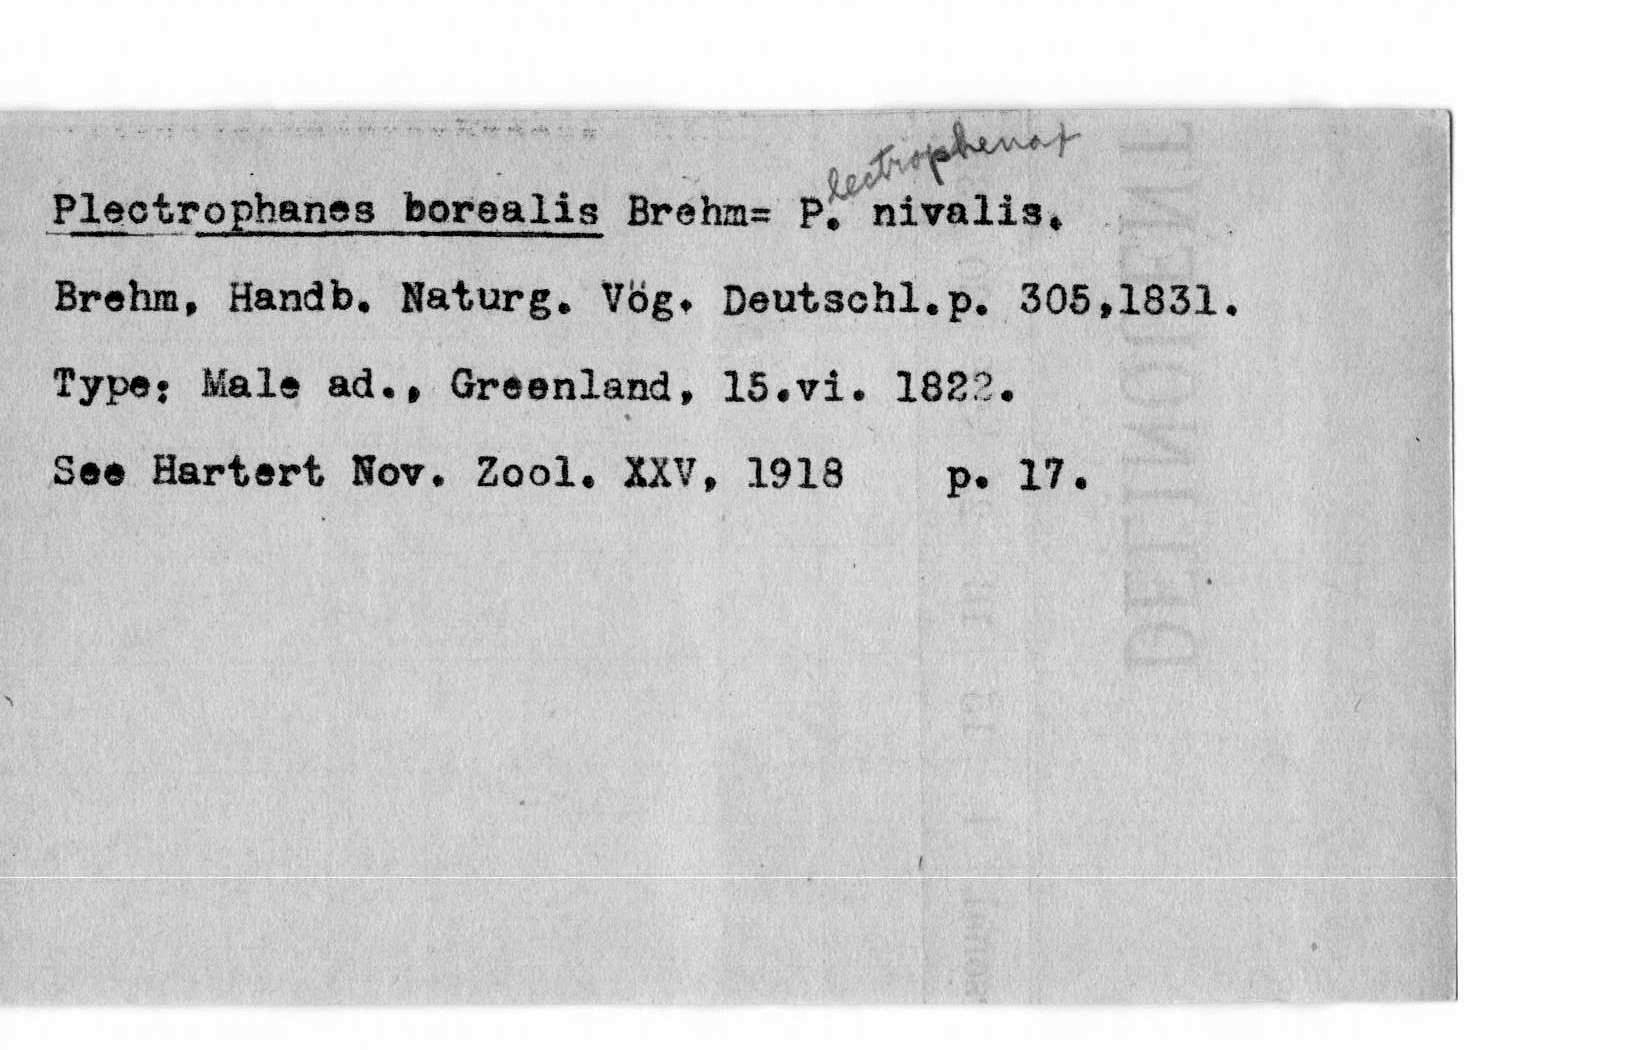 lectrophenax
Plectrophanes borealis Brehm= P. nivalis.
Brehm, Handb. Naturg. Vög. Deutschl.p. 305,1831.
Type: Male ad., Greenland, 15.vi. 1822.
See Hartert Nov. Zool. XXV, 1918 p. 17.